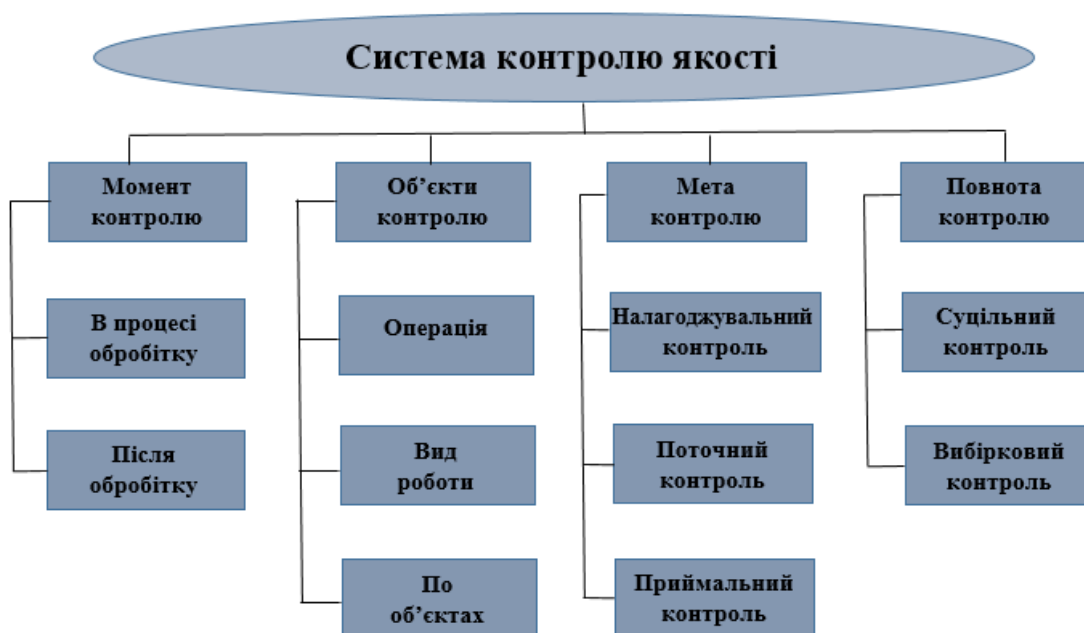 Система контролю якості
Момент
контролю
В процесі
обробітку
Після
обробітку
Об’єкти
контролю
Операція
Вид
роботи
По
об’єктах
Мета
контролю
Налагоджувальний
контроль
Поточний
контроль
Приймальний
контроль
Повнота
контролю
Суцільний
контроль
Вибірковий
контроль